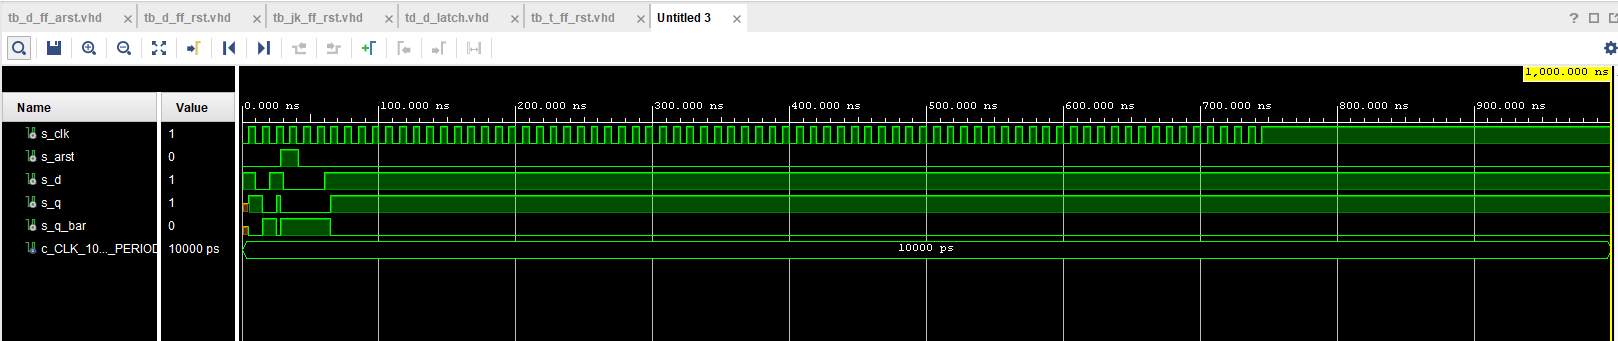 tb_d_ff_arst.vhd × tb_d_ff_rst.vhd × tb_jk_ff_rst.vhd × td_d_latch.vhd × tb_t_ff_rst.vhd × Untitled 3 × ?
1,000.000 ns
Name Value 0.000 ns 100.000 ns 200.000 ns 300.000 ns 400.000 ns 500.000 ns 600.000 ns 700.000 ns 800.000 ns 900.000 ns
s_clk 1
s_arst 0
s_d 1
s_q 1
s_q_bar 0
c_CLK_10..._PERIOD 10000 ps 10000 ps